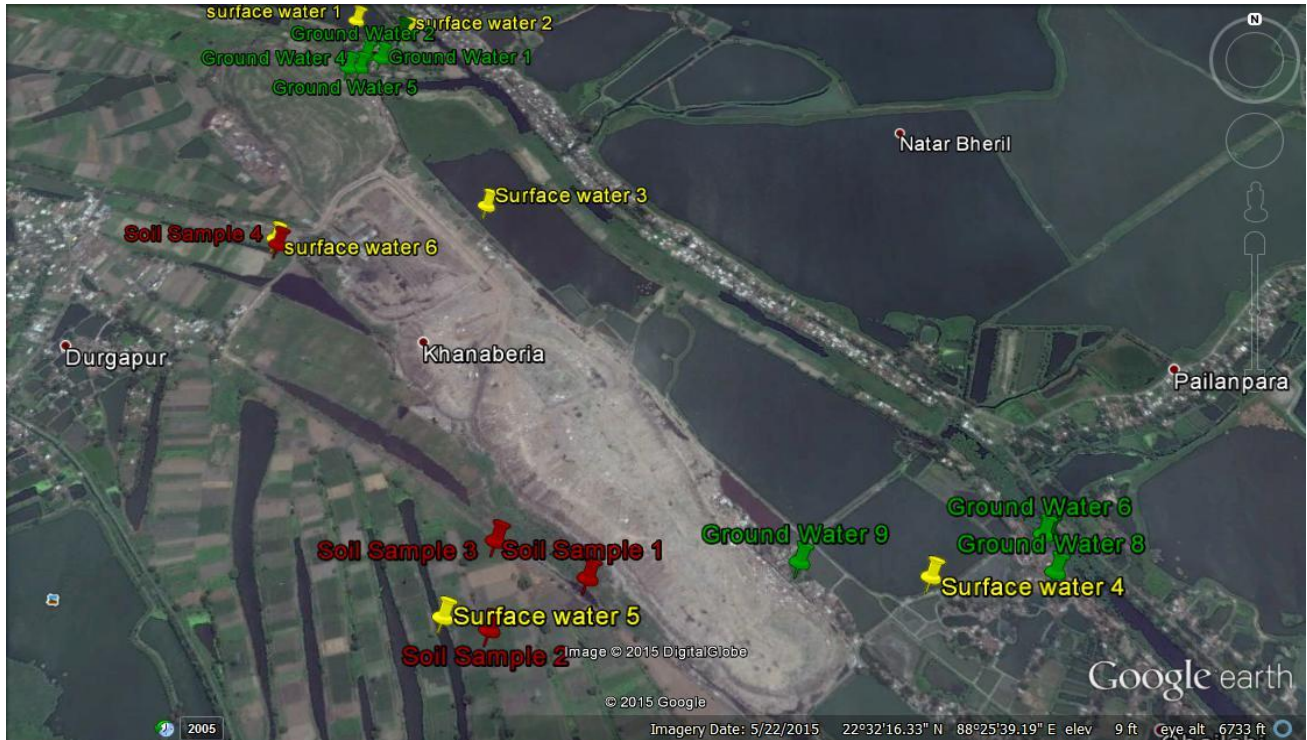 surface water 1
surface water 2
Ground Water 2
Ground Water 4
Ground Water 1
Ground Water 5
N
Natar Bheril
Surface water 3
Soil Sample 4
surface water 6
Durgapur
Khanaberia
Pailanpara
Ground Water 6
Ground Water 9
Ground Water 8
Soil Sample 3
Soil Sample 1
Surface water 4
Surface water 5
Soil Sample 2
Image © 2015 DigitalGlobe
Google earth
© 2015 Google
2005
Imagery Date: 5/22/2015 22°32'16.33" N 88°25'39.19" E elev 9 ft eye alt 6733 ft